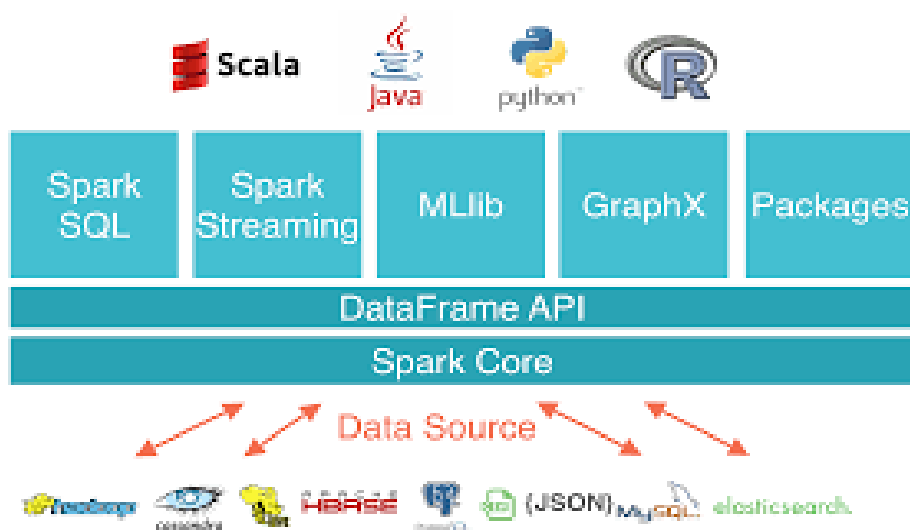 Scala
Java
python
R
Spark
SQL
Spark
Streaming
MLlib
GraphX
Packages
DataFrame API
Spark Core
Data Source
hadoop
cassandra
HBASE
{JSON}
MySQL
elasticsearch.